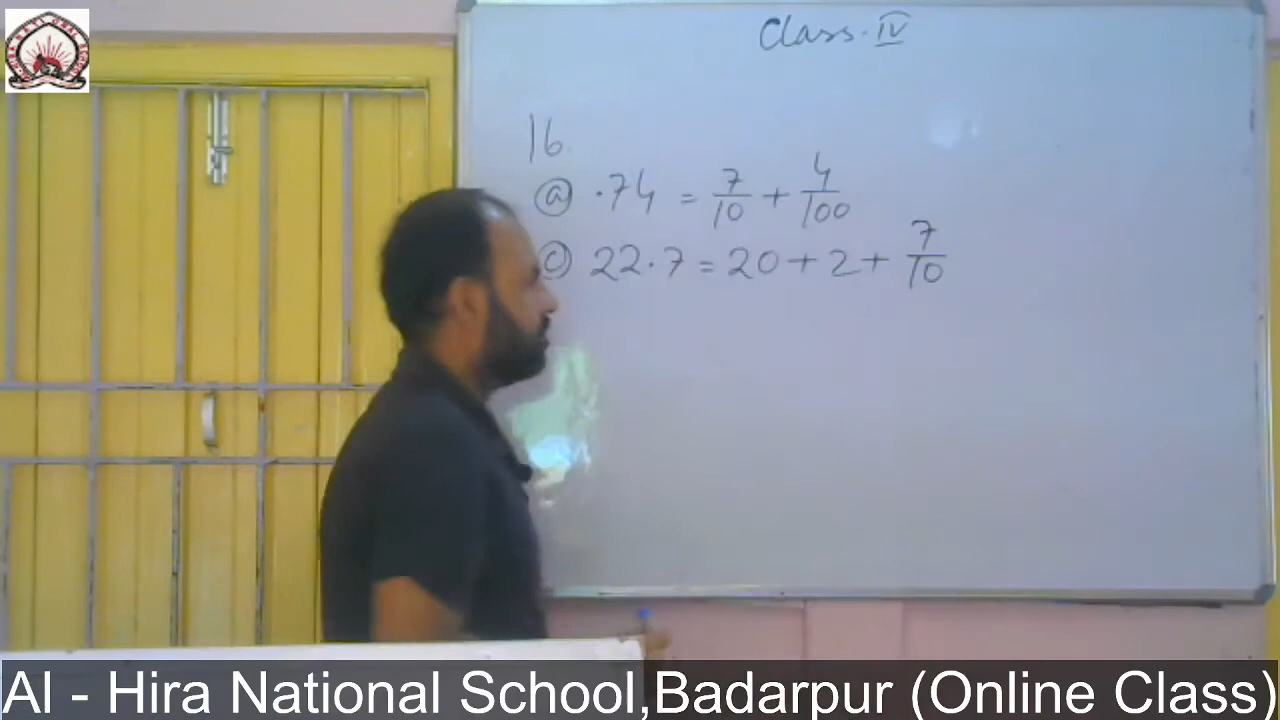 Class. IV
16.
(a) .74 = 7/10 + 4/100
(c) 22.7 = 20 + 2 + 7/10
Al - Hira National School,Badarpur (Online Class)